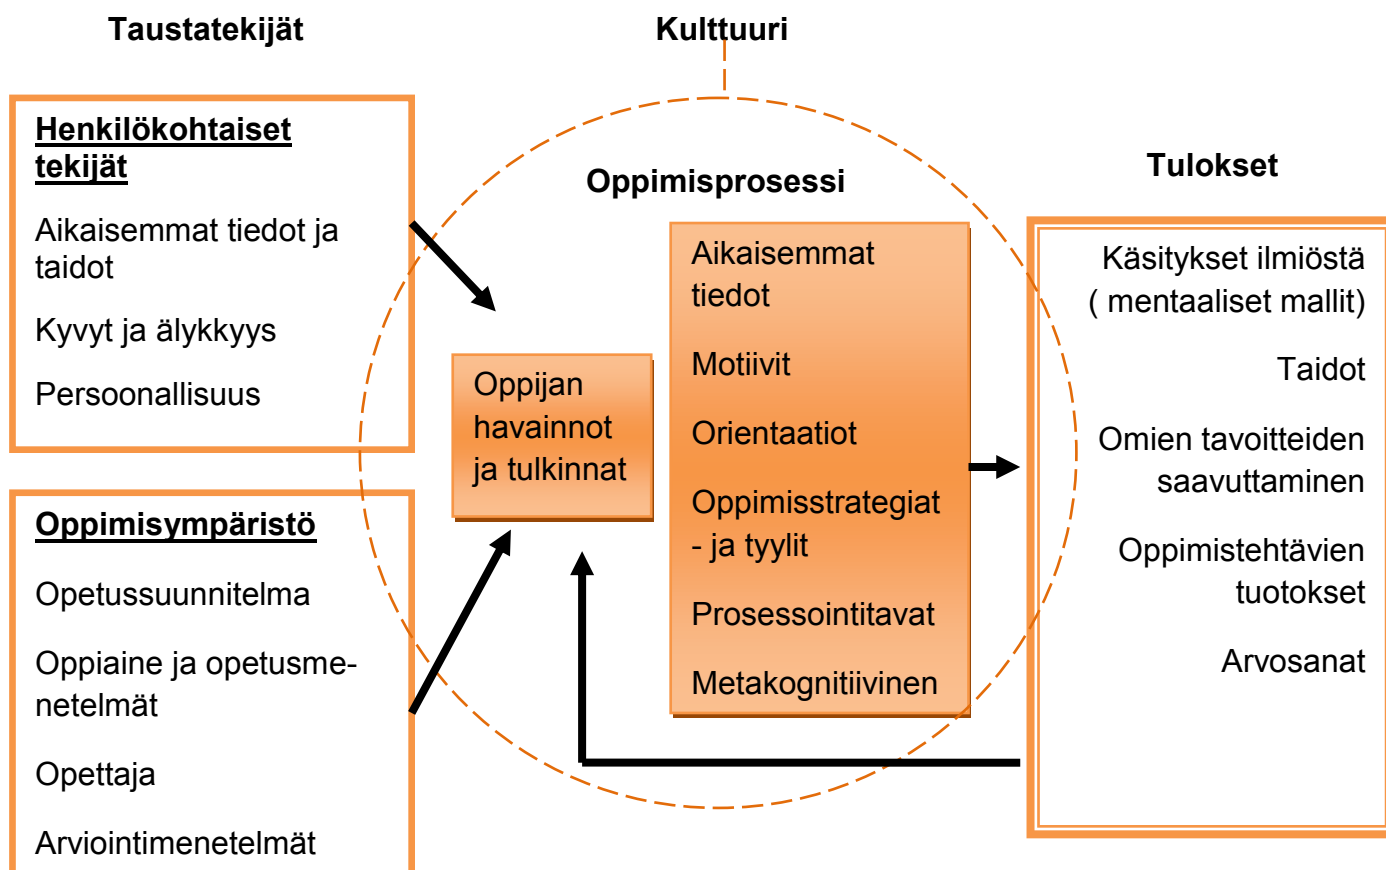 Taustatekijät
Kulttuuri
Henkilökohtaiset
tekijät
Aikaisemmat tiedot ja
taidot
Kyvyt ja älykkyys
Persoonallisuus
Oppimisympäristö
Opetussuunnitelma
Oppiaine ja opetusme-
netelmät
Opettaja
Arviointimenetelmät
Oppimisprosessi
Oppijan
havainnot
ja tulkinnat
Aikaisemmat
tiedot
Motiivit
Orientaatiot
Oppimisstrategiat
- ja tyylit
Prosessointitavat
Metakognitiivinen
Tulokset
Käsitykset ilmiöstä
( mentaaliset mallit)
Taidot
Omien tavoitteiden
saavuttaminen
Oppimistehtävien
tuotokset
Arvosanat